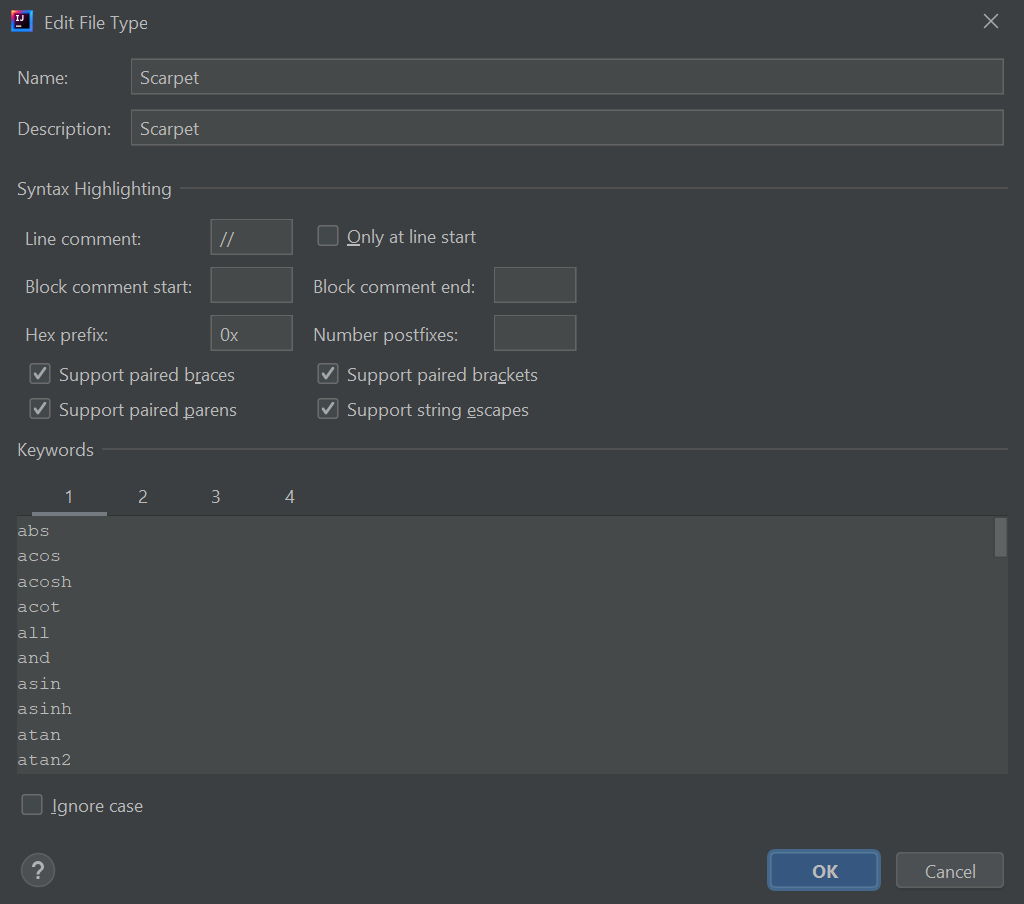 IJ
Edit File Type
Name: Scarpet
Description: Scarpet
Syntax Highlighting
Line comment: // Only at line start
Block comment start: Block comment end:
Hex prefix: 0x Number postfixes:
Support paired braces Support paired brackets
Support paired parens Support string escapes
Keywords
1 2 3 4
abs
acos
acosh
acot
all
and
asin
asinh
atan
atan2
Ignore case
? OK Cancel